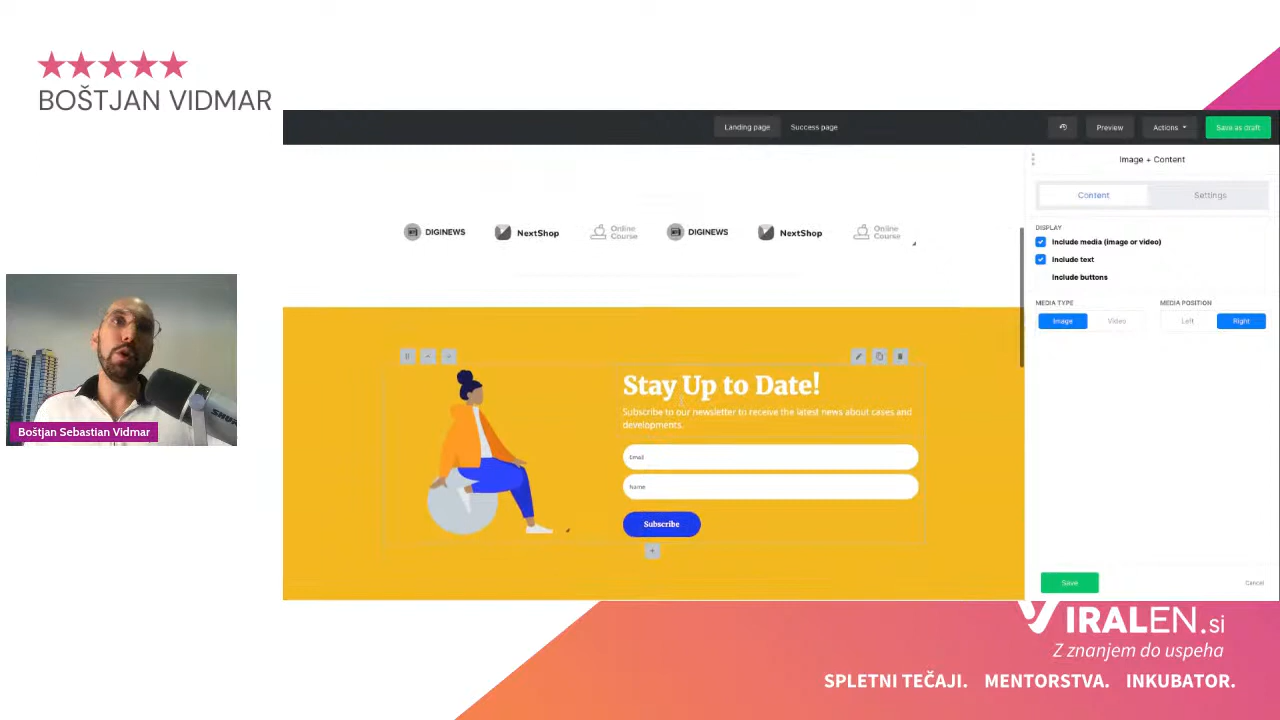 BOŠTJAN VIDMAR
Landing page
Success page
Preview
Actions
Save as draft
Image + Content
Content
Settings
DISPLAY
Include media (image or video)
Include text
Include buttons
MEDIA TYPE
MEDIA POSITION
Image
Video
Left
Right
DIGINEWS
NextShop
Online Course
DIGINEWS
NextShop
Online Course
Stay Up to Date!
Subscribe to our newsletter to receive the latest news about cases and
developments.
Email
Name
Subscribe
Save
Cancel
Boštjan Sebastian Vidmar
VIRALEN.si
Z znanjem do uspeha
SPLETNI TEČAJI. MENTORSTVA. INKUBATOR.